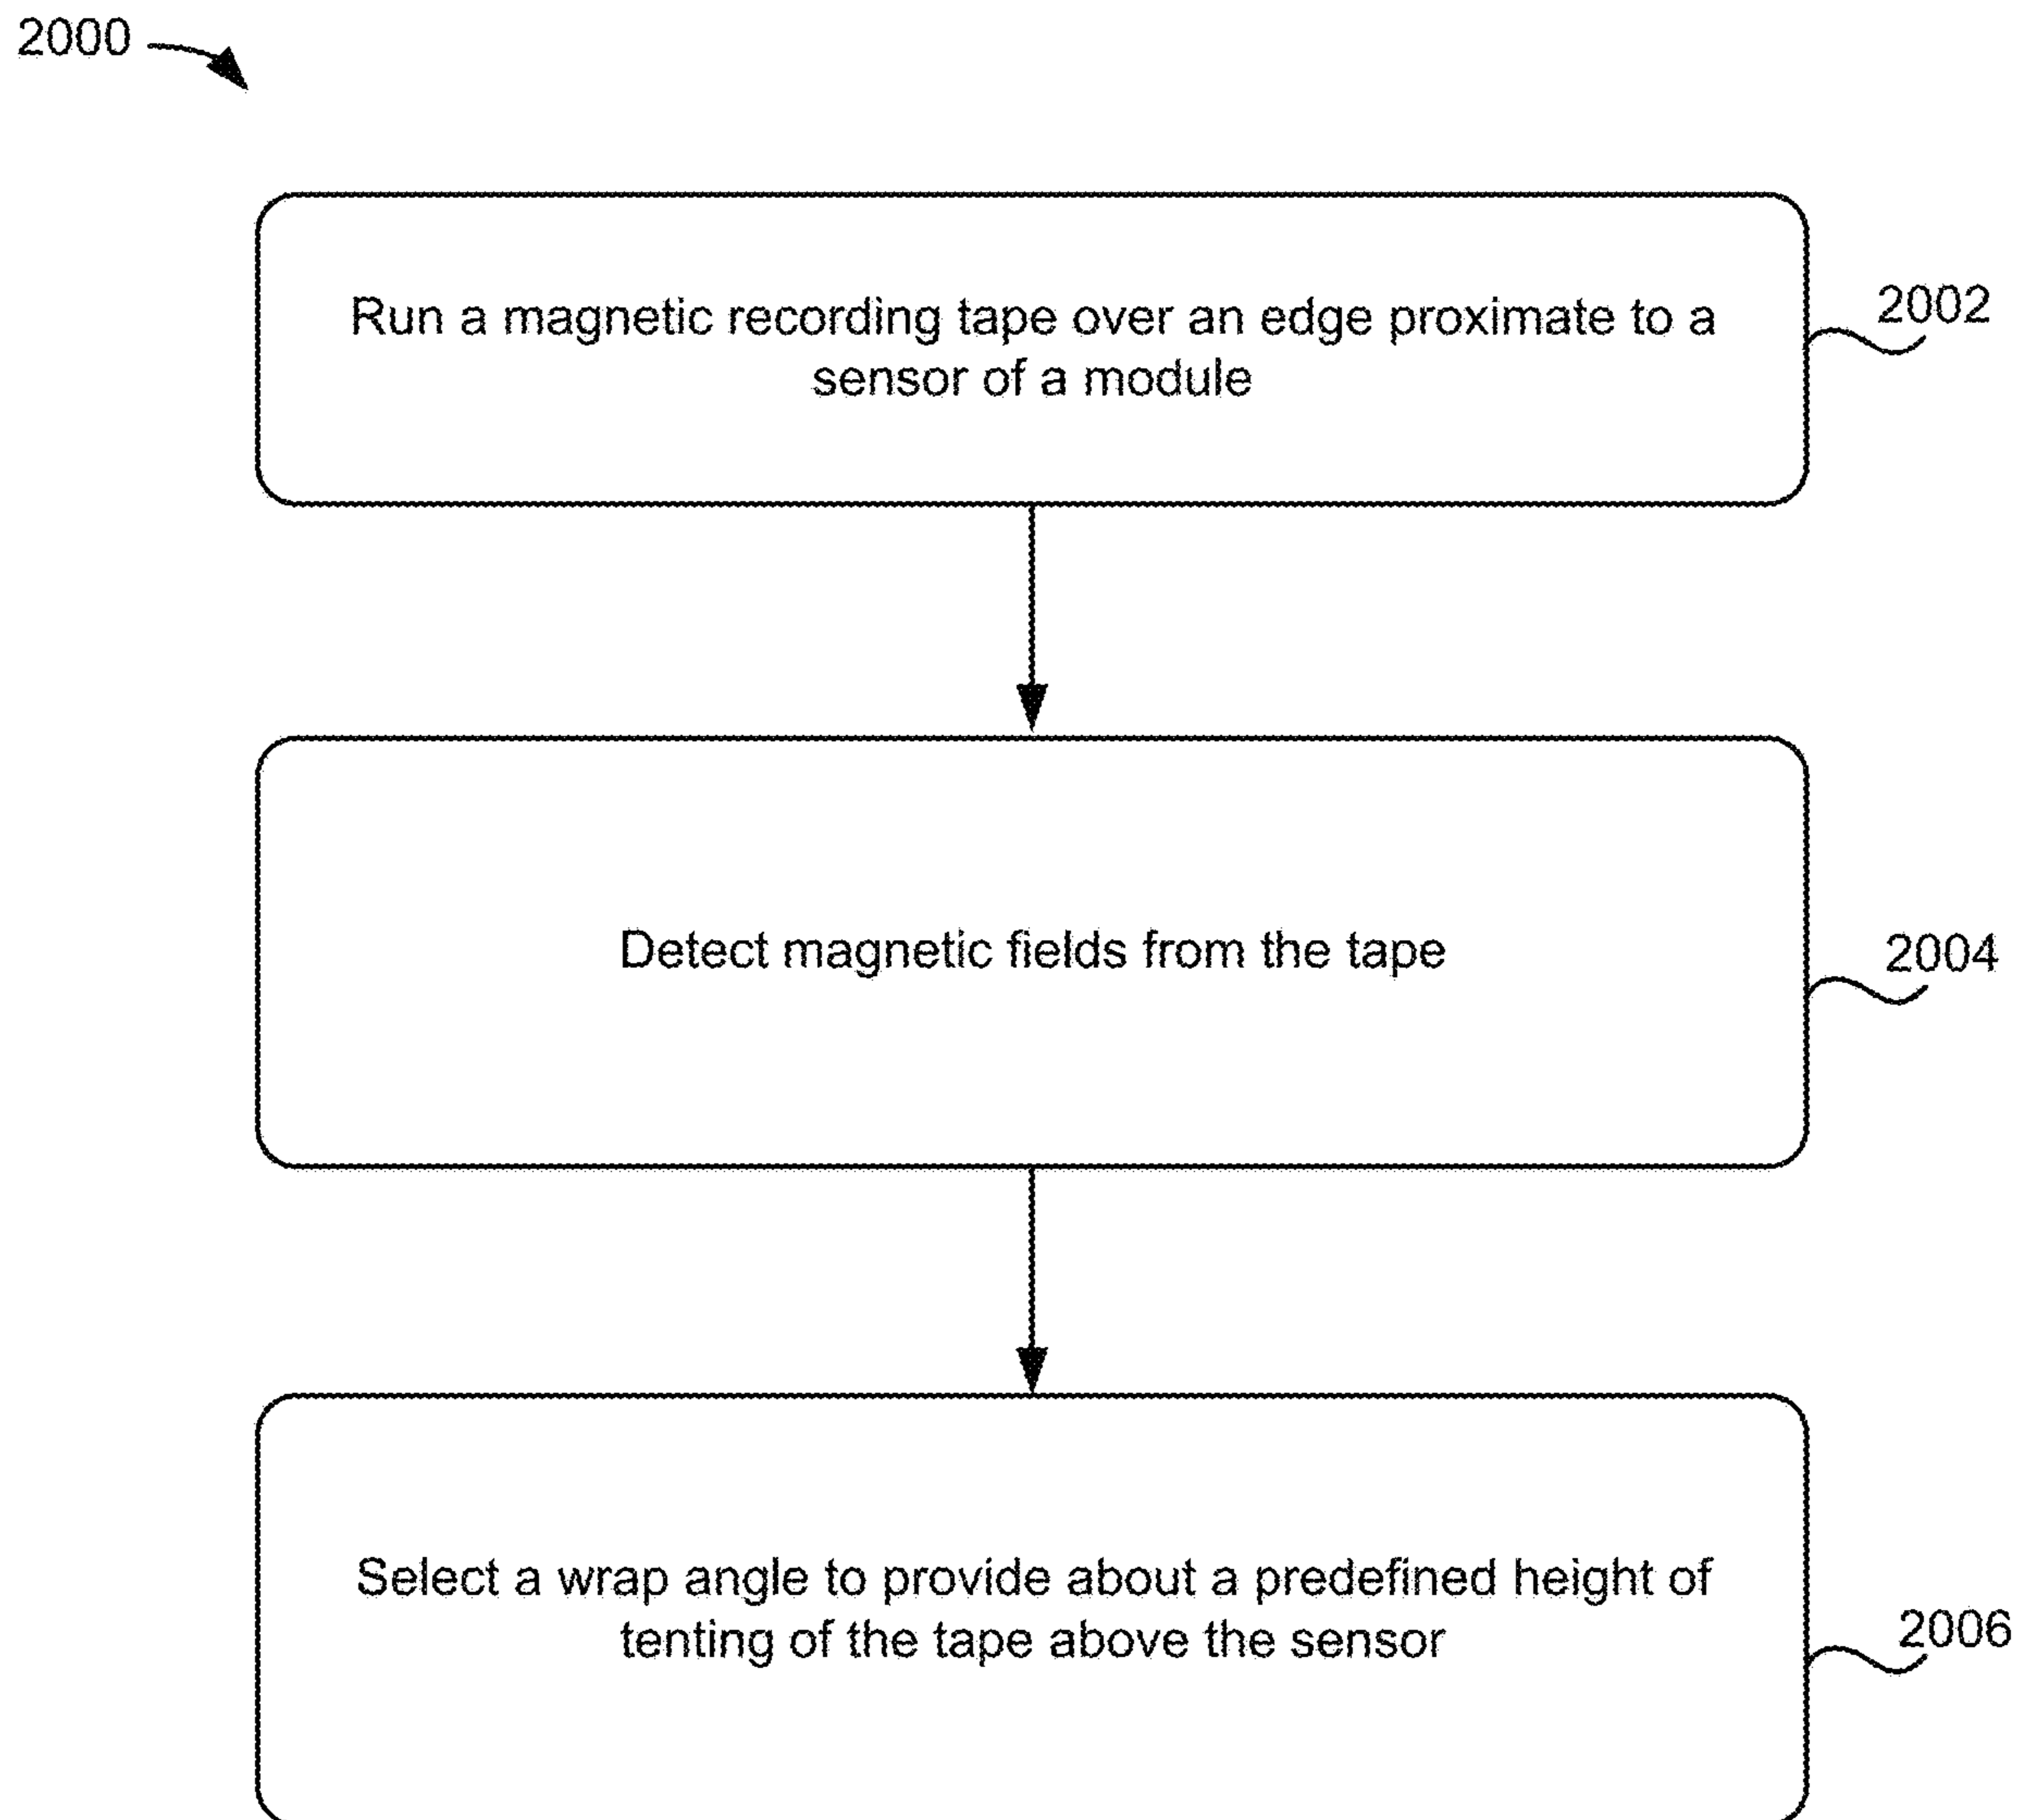 2000
Run a magnetic recording tape over an edge proximate to a
sensor of a module
2002
Detect magnetic fields from the tape
2004
Select a wrap angle to provide about a predefined height of
tenting of the tape above the sensor
2006